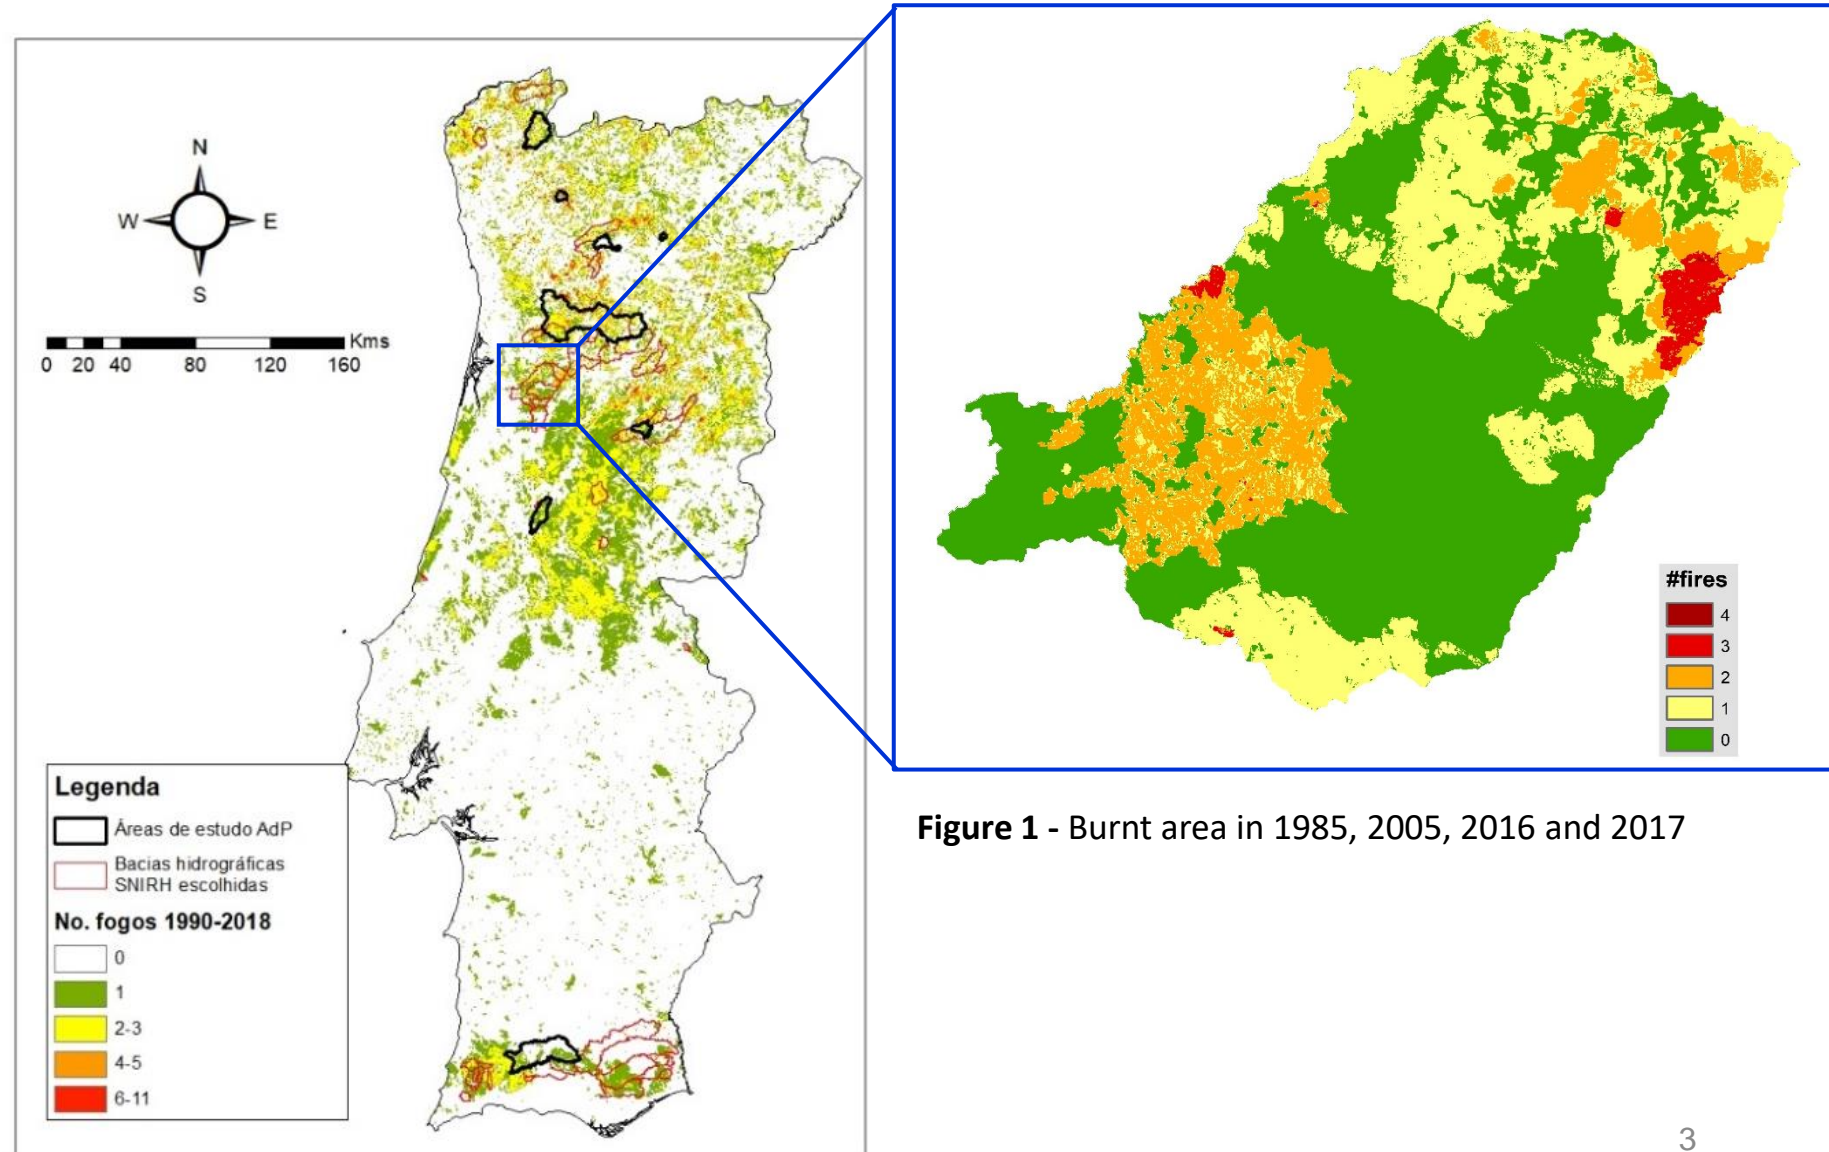 N
W
E
S
Kms
0 20 40 80 120 160
Legenda
Áreas de estudo AdP
Bacias hidrográficas
SNIRH escolhidas
No. fogos 1990-2018
0
1
2-3
4-5
6-11
#fires
4
3
2
1
0
Figure 1 - Burnt area in 1985, 2005, 2016 and 2017
3